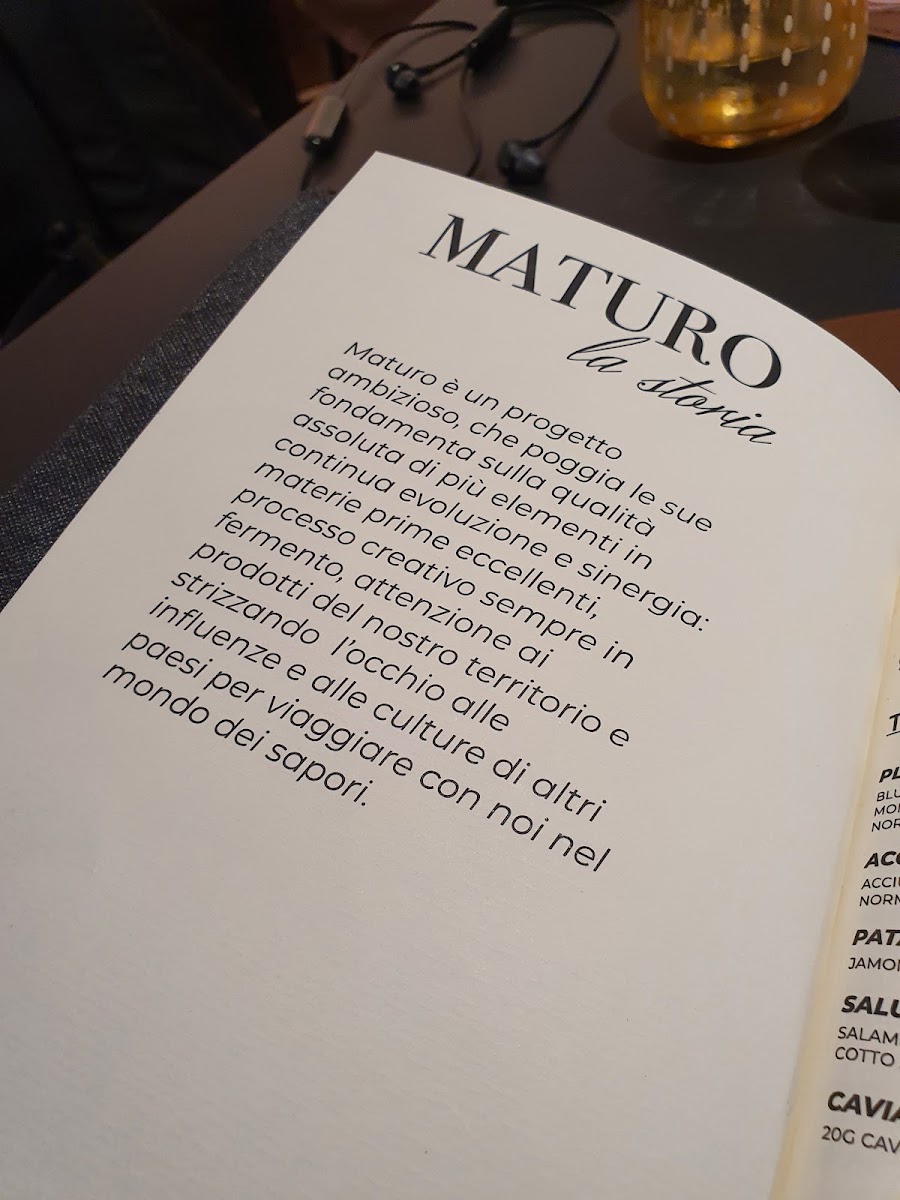 MATURO
la storia
Maturo è un progetto
ambizioso, che poggia le sue
fondamenta sulla qualità
assoluta di più elementi in
continua evoluzione e sinergia:
materie prime eccellenti,
processo creativo sempre in
fermento, attenzione ai
prodotti del nostro territorio e
strizzando l'occhio alle
influenze e alle culture di altri
paesi per viaggiare con noi nel
mondo dei sapori.
20G